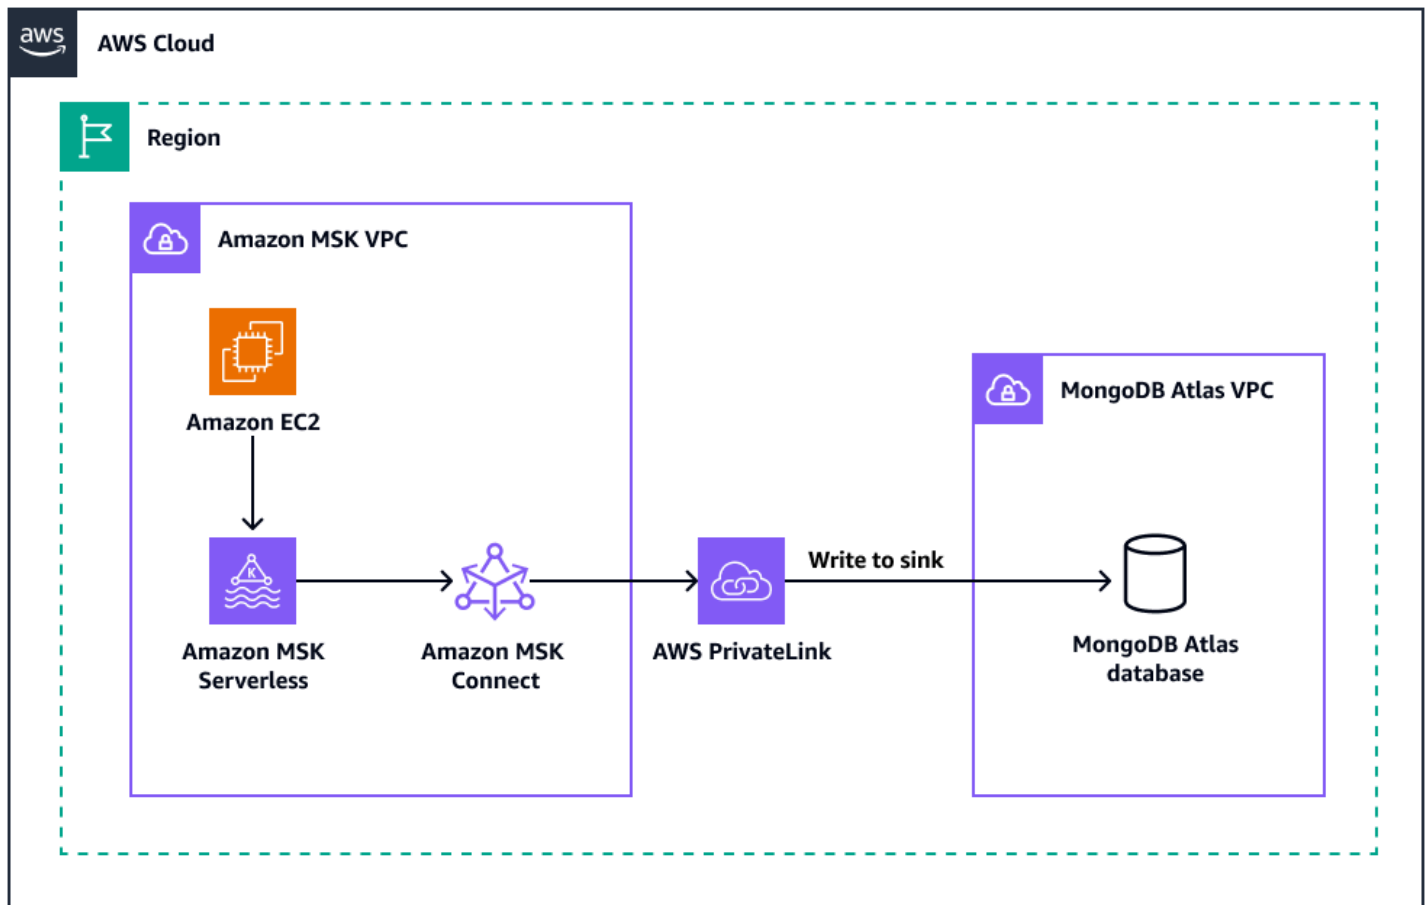 aws
AWS Cloud
Region
Amazon MSK VPC
Amazon EC2
MongoDB Atlas VPC
K
Write to sink
Amazon MSK
Serverless
Amazon MSK
Connect
AWS PrivateLink
MongoDB Atlas
database